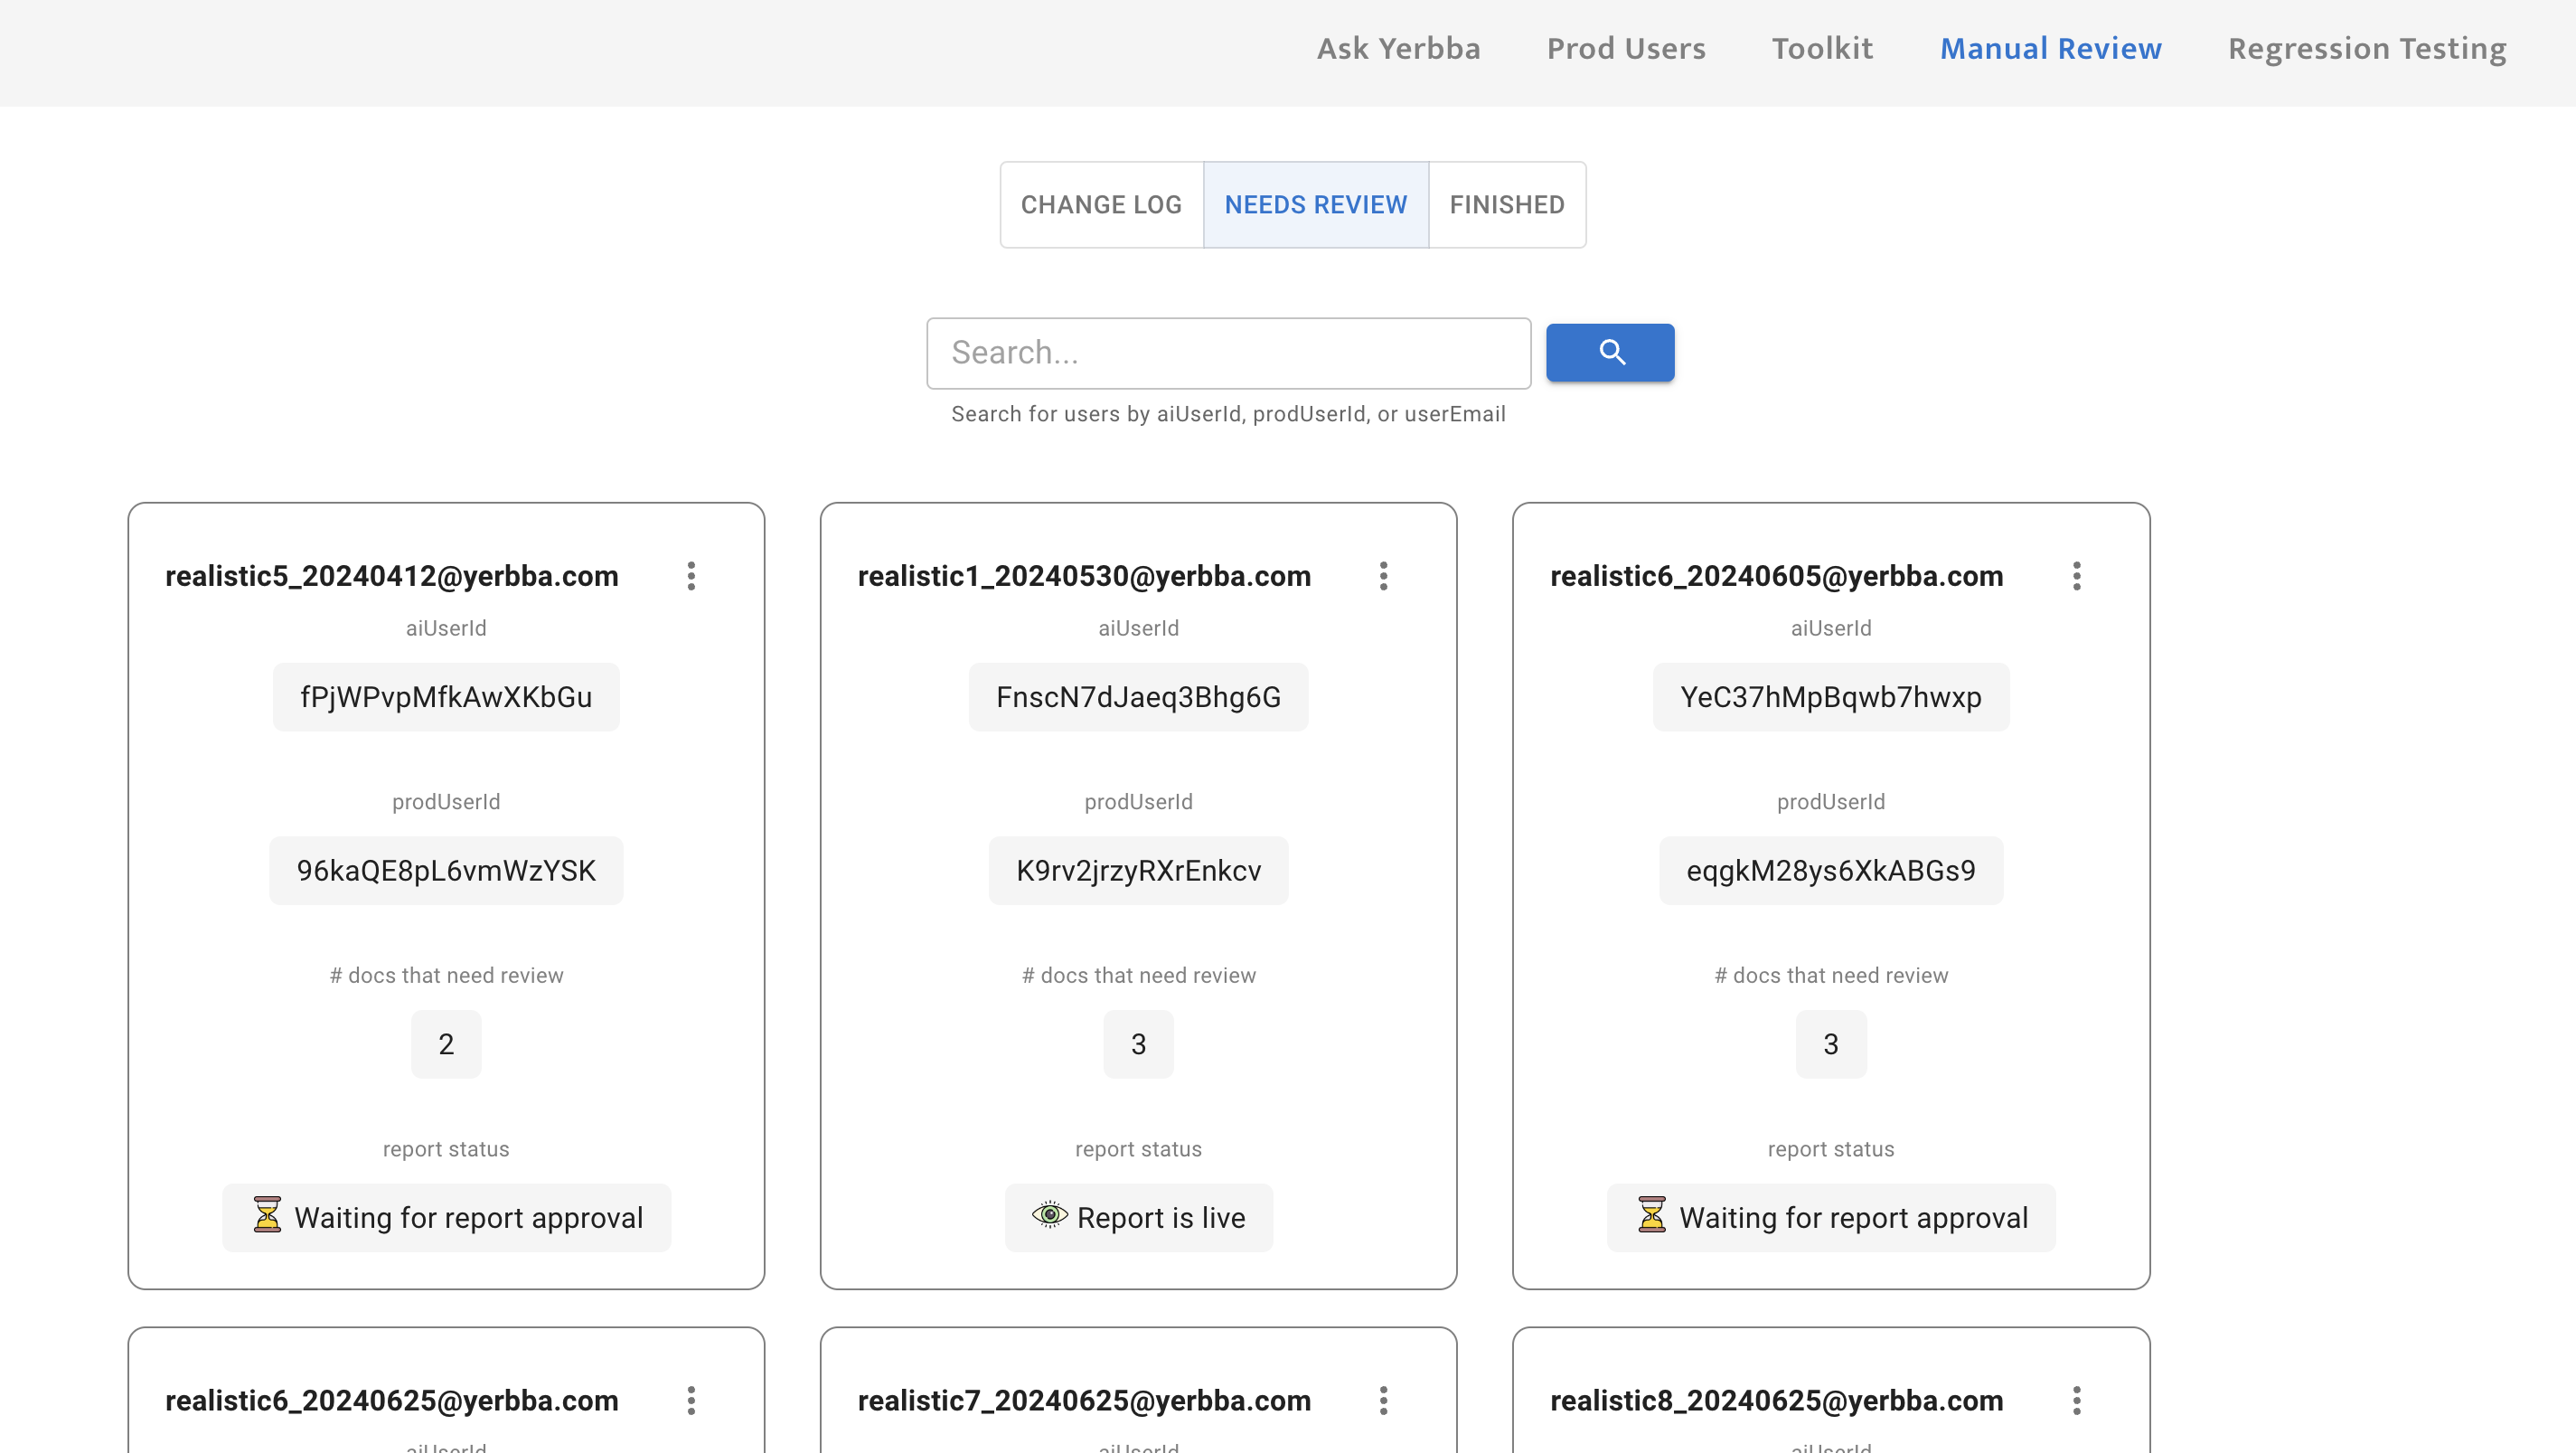 Ask Yerbba Prod Users Toolkit Manual Review Regression Testing
CHANGE LOG NEEDS REVIEW FINISHED
Search...
Search for users by aiUserId, prodUserId, or userEmail
realistic5_20240412@yerbba.com
aiUserId
fPjWPvpMfkAwXKbGu
prodUserId
96kaQE8pL6vmWzYSK
# docs that need review
2
report status
⏳ Waiting for report approval
realistic1_20240530@yerbba.com
aiUserId
FnscN7dJaeq3Bhg6G
prodUserId
K9rv2jrzyRXrEnkcv
# docs that need review
3
report status
👁 Report is live
realistic6_20240605@yerbba.com
aiUserId
YeC37hMpBqwb7hwxp
prodUserId
eqgkM28ys6XkABGs9
# docs that need review
3
report status
⏳ Waiting for report approval
realistic6_20240625@yerbba.com
aiUserId
realistic7_20240625@yerbba.com
aiUserId
realistic8_20240625@yerbba.com
aiUserId